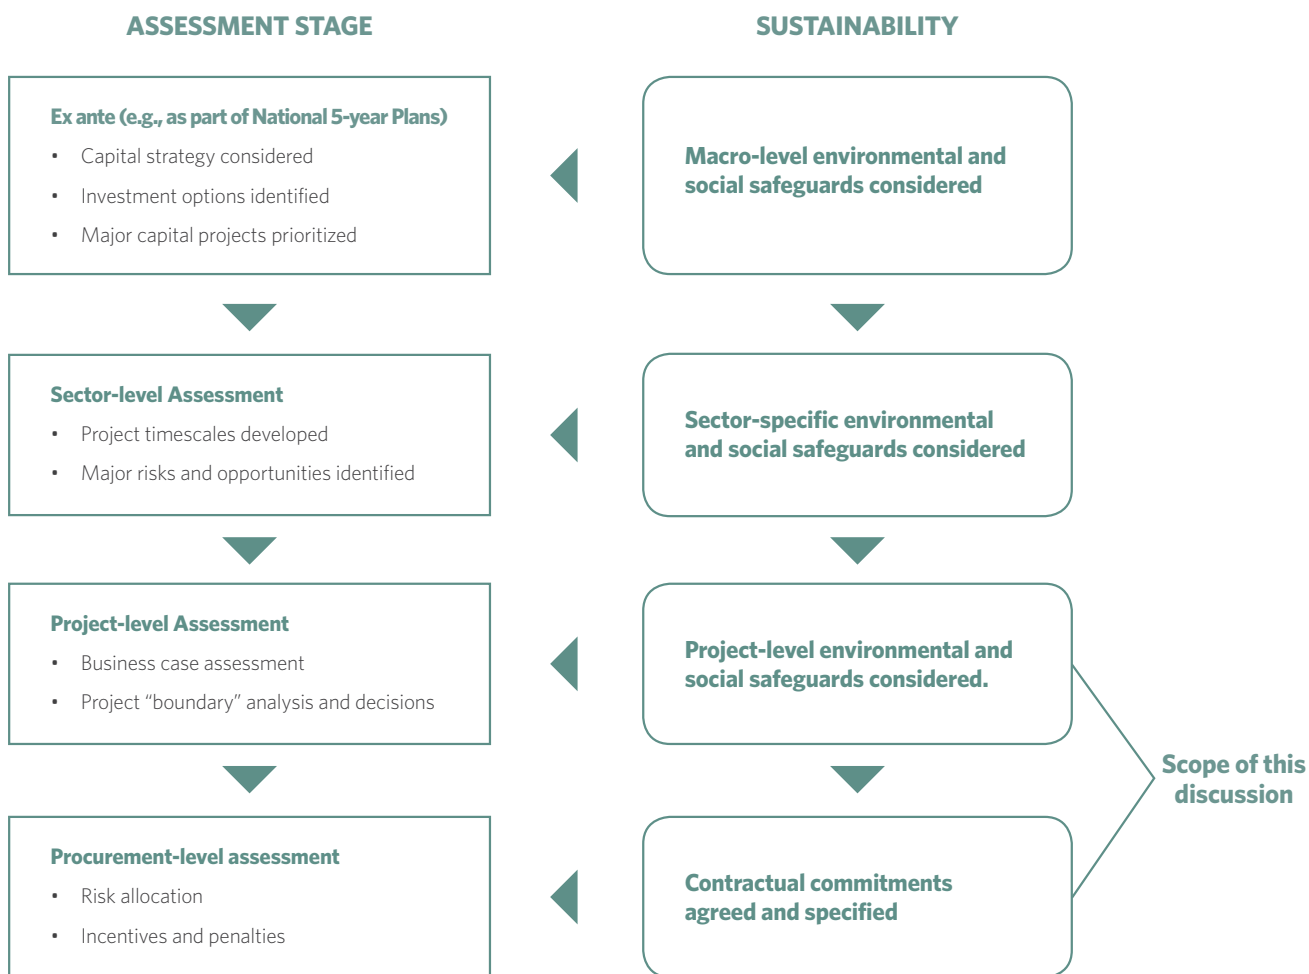 ASSESSMENT STAGE
SUSTAINABILITY
Ex ante (e.g., as part of National 5-year Plans)
• Capital strategy considered
• Investment options identified
• Major capital projects prioritized
Macro-level environmental and
social safeguards considered
Sector-level Assessment
• Project timescales developed
• Major risks and opportunities identified
Sector-specific environmental
and social safeguards considered
Project-level Assessment
• Business case assessment
• Project “boundary” analysis and decisions
Project-level environmental and
social safeguards considered.
Scope of this
discussion
Procurement-level assessment
• Risk allocation
• Incentives and penalties
Contractual commitments
agreed and specified